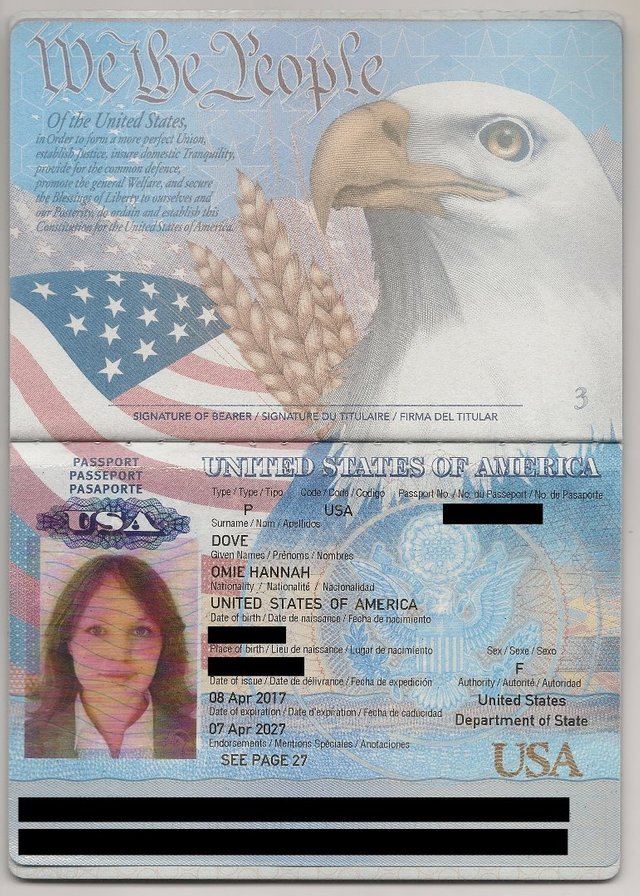 We the People
Of the United States,
in Order to form a more perfect Union,
establish Justice, insure domestic Tranquility,
provide for the common defence,
promote the general Welfare, and secure
the Blessings of Liberty to ourselves and
our Posterity, do ordain and establish this
Constitution for the United States of America.
SIGNATURE OF BEARER / SIGNATURE DU TITULAIRE / FIRMA DEL TITULAR
3
PASSPORT
PASSEPORT
PASAPORTE
USA
UNITED STATES OF AMERICA
Type / Type / Tipo Code / Code / Codigo Passport No. / No. du Passeport / No. de Pasaporte
P USA
Surname / Nom / Apellidos
DOVE
Given Names / Prénoms / Nombres
OMIE HANNAH
Nationality / Nationalité / Nacionalidad
UNITED STATES OF AMERICA
Date of birth / Date de naissance / Fecha de nacimiento
Place of birth / Lieu de naissance / Lugar de nacimiento Sex / Sexe / Sexo
F
Date of issue / Date de délivrance / Fecha de expedición Authority / Autorité / Autoridad
08 Apr 2017 United States
Date of expiration / Date d'expiration / Fecha de caducidad Department of State
07 Apr 2027
Endorsements / Mentions Spéciales / Anotaciones
SEE PAGE 27
USA